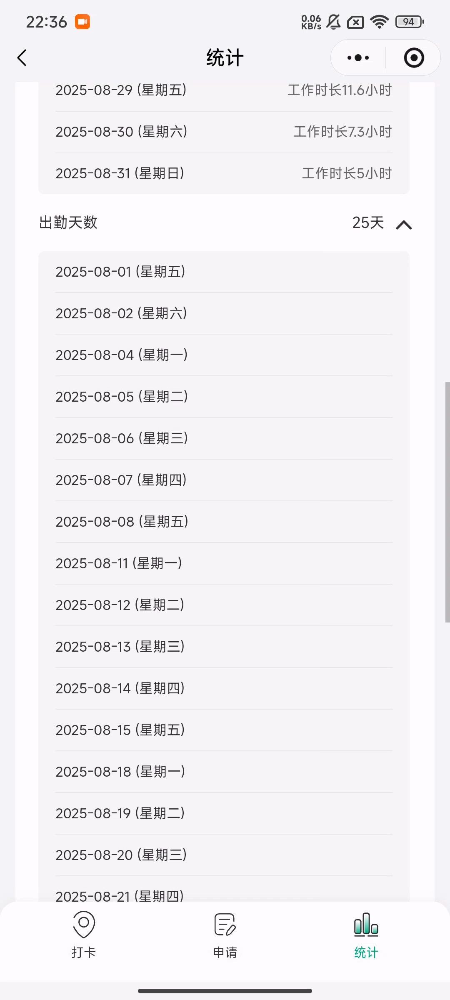 22:36
0.06
KB/s
94
统计
2025-08-29 (星期五) 工作时长11.6小时
2025-08-30 (星期六) 工作时长7.3小时
2025-08-31 (星期日) 工作时长5小时
出勤天数 25天
2025-08-01 (星期五)
2025-08-02 (星期六)
2025-08-04 (星期一)
2025-08-05 (星期二)
2025-08-06 (星期三)
2025-08-07 (星期四)
2025-08-08 (星期五)
2025-08-11 (星期一)
2025-08-12 (星期二)
2025-08-13 (星期三)
2025-08-14 (星期四)
2025-08-15 (星期五)
2025-08-18 (星期一)
2025-08-19 (星期二)
2025-08-20 (星期三)
2025-08-21 (星期四)
打卡 申请 统计